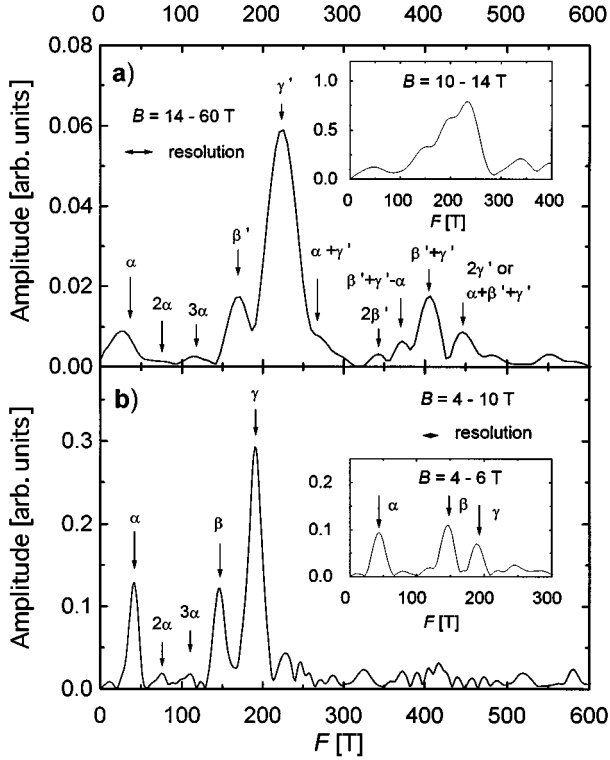 0 100 200 300 400 500 600
a)
γ'
B = 14 - 60 T
resolution
α
2α
3α
β'
α+γ'
2β'
β'+γ'-α
β'+γ'
2γ' or
α+β'+γ'
Amplitude [arb. units]
0.08
0.06
0.04
0.02
0.00
B = 10 - 14 T
1.0
0.5
0.0
0 100 200 300 400
F [T]
b)
γ
B = 4 - 10 T
resolution
α
2α
3α
β
Amplitude [arb. units]
0.3
0.2
0.1
0.0
B = 4 - 6 T
0.2
0.1
0.0
α
β
γ
0 100 200 300
F [T]
0 100 200 300 400 500 600
F [T]